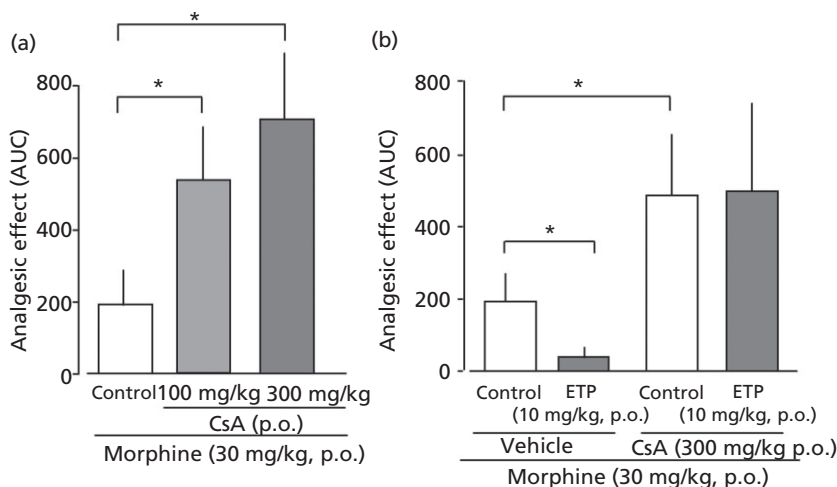 (a)
*
*
Analgesic effect (AUC)
800
600
400
200
0
Control 100 mg/kg 300 mg/kg
CsA (p.o.)
Morphine (30 mg/kg, p.o.)
(b)
*
*
Analgesic effect (AUC)
800
600
400
200
0
Control ETP Control ETP
(10 mg/kg, p.o.) (10 mg/kg, p.o.)
Vehicle CsA (300 mg/kg p.o.)
Morphine (30 mg/kg, p.o.)